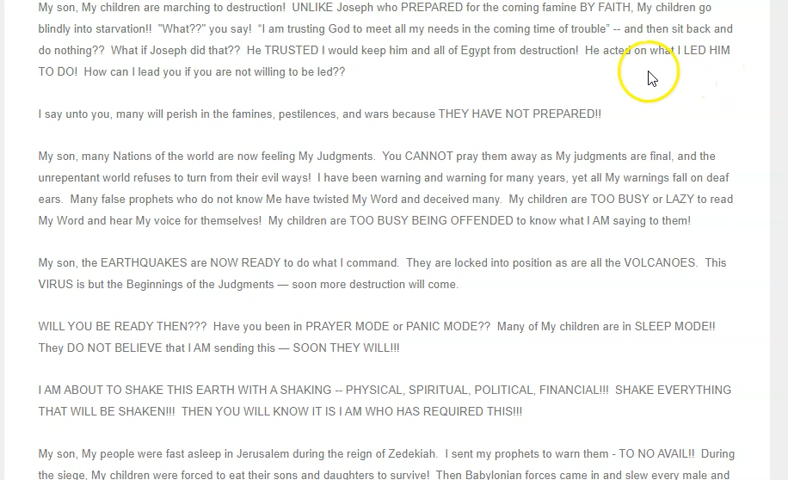 My son, My children are marching to destruction!  UNLIKE Joseph who PREPARED for the coming famine BY FAITH, My children go
blindly into starvation!!  "What??" you say!  “I am trusting God to meet all my needs in the coming time of trouble” -- and then sit back and
do nothing??  What if Joseph did that??  He TRUSTED I would keep him and all of Egypt from destruction!  He acted on what I LED HIM
TO DO!  How can I lead you if you are not willing to be led??
I say unto you, many will perish in the famines, pestilences, and wars because THEY HAVE NOT PREPARED!!
My son, many Nations of the world are now feeling My Judgments.  You CANNOT pray them away as My judgments are final, and the
unrepentant world refuses to turn from their evil ways!  I have been warning and warning for many years, yet all My warnings fall on deaf
ears.  Many false prophets who do not know Me have twisted My Word and deceived many.  My children are TOO BUSY or LAZY to read
My Word and hear My voice for themselves!  My children are TOO BUSY BEING OFFENDED to know what I AM saying to them!
My son, the EARTHQUAKES are NOW READY to do what I command.  They are locked into position as are all the VOLCANOES.  This
VIRUS is but the Beginnings of the Judgments — soon more destruction will come.
WILL YOU BE READY THEN???  Have you been in PRAYER MODE or PANIC MODE??  Many of My children are in SLEEP MODE!!
They DO NOT BELIEVE that I AM sending this — SOON THEY WILL!!!
I AM ABOUT TO SHAKE THIS EARTH WITH A SHAKING -- PHYSICAL, SPIRITUAL, POLITICAL, FINANCIAL!!!  SHAKE EVERYTHING
THAT WILL BE SHAKEN!!!  THEN YOU WILL KNOW IT IS I AM WHO HAS REQUIRED THIS!!!
My son, My people were fast asleep in Jerusalem during the reign of Zedekiah.  I sent my prophets to warn them - TO NO AVAIL!!  During
the siege, My children were forced to eat their sons and daughters to survive!  Then Babylonian forces came in and slew every male and